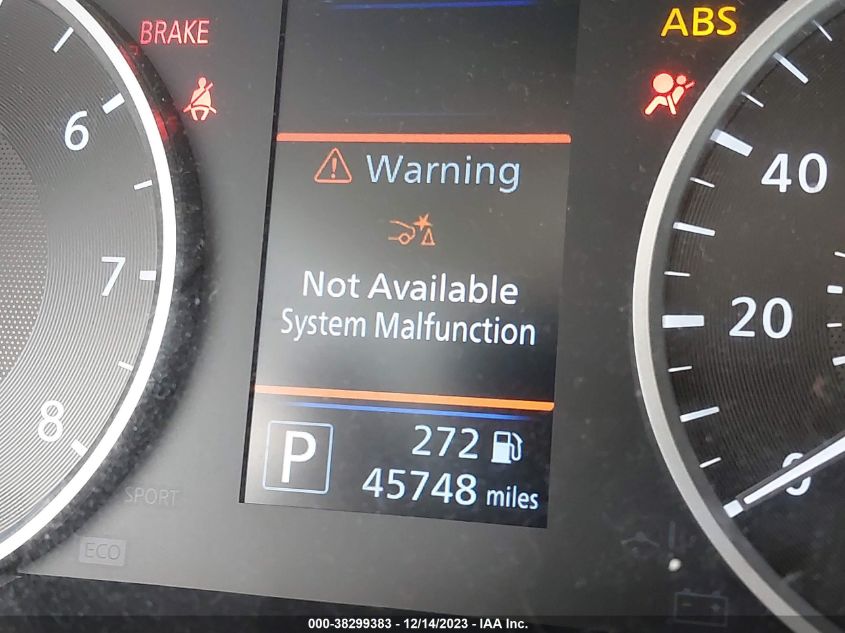 BRAKE
ABS
6
Warning
40
7
Not Available
System Malfunction
20
8
P
272
45748 miles
0
SPORT
ECO
000-38299383 - 12/14/2023 - IAA Inc.